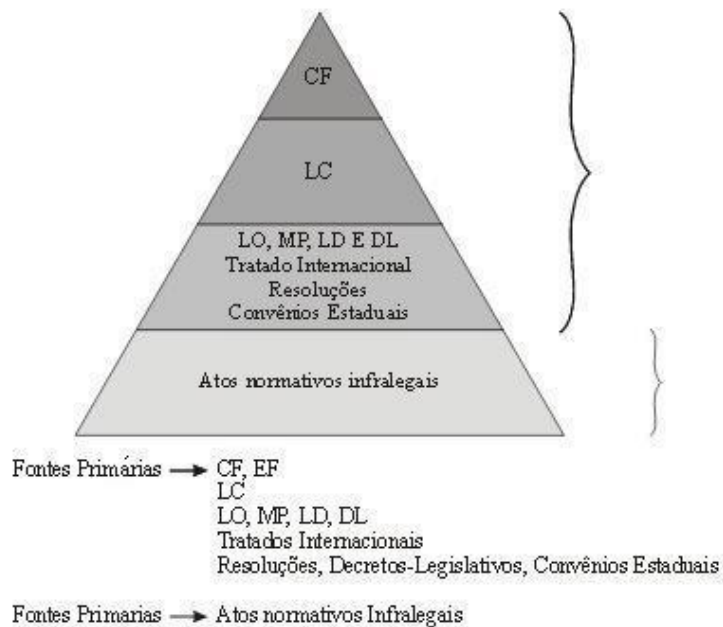 CF
LC
LO, MP, LD E DL
Tratado Internacional
Resoluções
Convênios Estaduais
Atos normativos infralegais
Fontes Primárias → CF, EF
LC
LO, MP, LD, DL
Tratados Internacionais
Resoluções, Decretos-Legislativos, Convênios Estaduais
Fontes Primarias → Atos normativos Infralegais